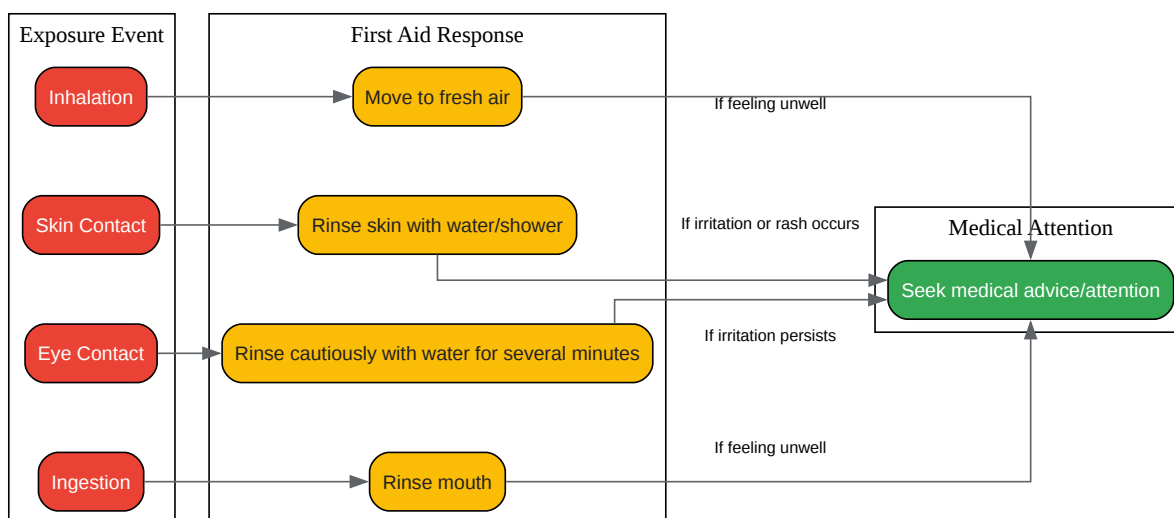 Exposure Event
First Aid Response
Inhalation
Move to fresh air
If feeling unwell
Skin Contact
Rinse skin with water/shower
If irritation or rash occurs
Medical Attention
Seek medical advice/attention
Eye Contact
Rinse cautiously with water for several minutes
If irritation persists
Ingestion
Rinse mouth
If feeling unwell